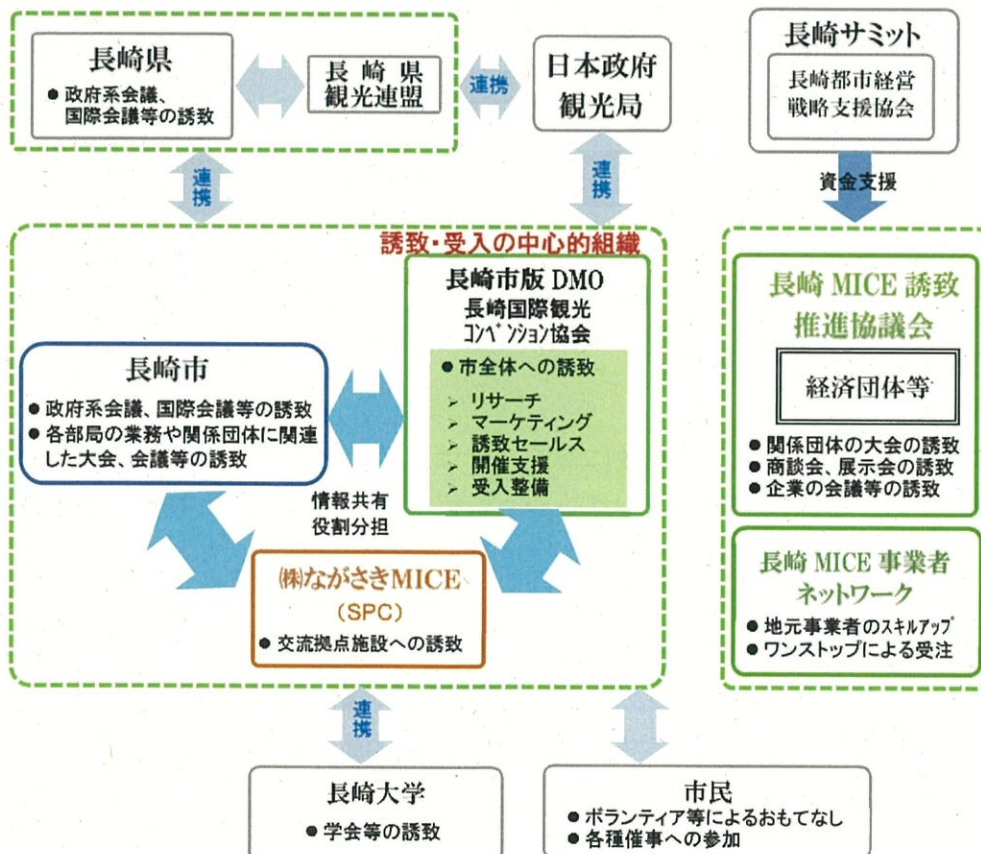 長崎県
● 政府系会議、
国際会議等の誘致
長崎県
観光連盟
連携
日本政府
観光局
長崎サミット
長崎都市経営
戦略支援協会
連携
連携
資金支援
誘致・受入の中心的組織
長崎市版 DMO
長崎国際観光
コンベンション協会
● 市全体への誘致
➢ リサーチ
➢ マーケティング
➢ 誘致セールス
➢ 開催支援
➢ 受入整備
長崎市
● 政府系会議、国際会議等の誘致
● 各部局の業務や関係団体に関連
した大会、会議等の誘致
情報共有
役割分担
㈱ながさきMICE
(SPC)
● 交流拠点施設への誘致
長崎 MICE 誘致
推進協議会
経済団体等
● 関係団体の大会の誘致
● 商談会、展示会の誘致
● 企業の会議等の誘致
長崎 MICE 事業者
ネットワーク
● 地元事業者のスキルアップ
● ワンストップによる受注
連携
長崎大学
● 学会等の誘致
市民
● ボランティア等によるおもてなし
● 各種催事への参加